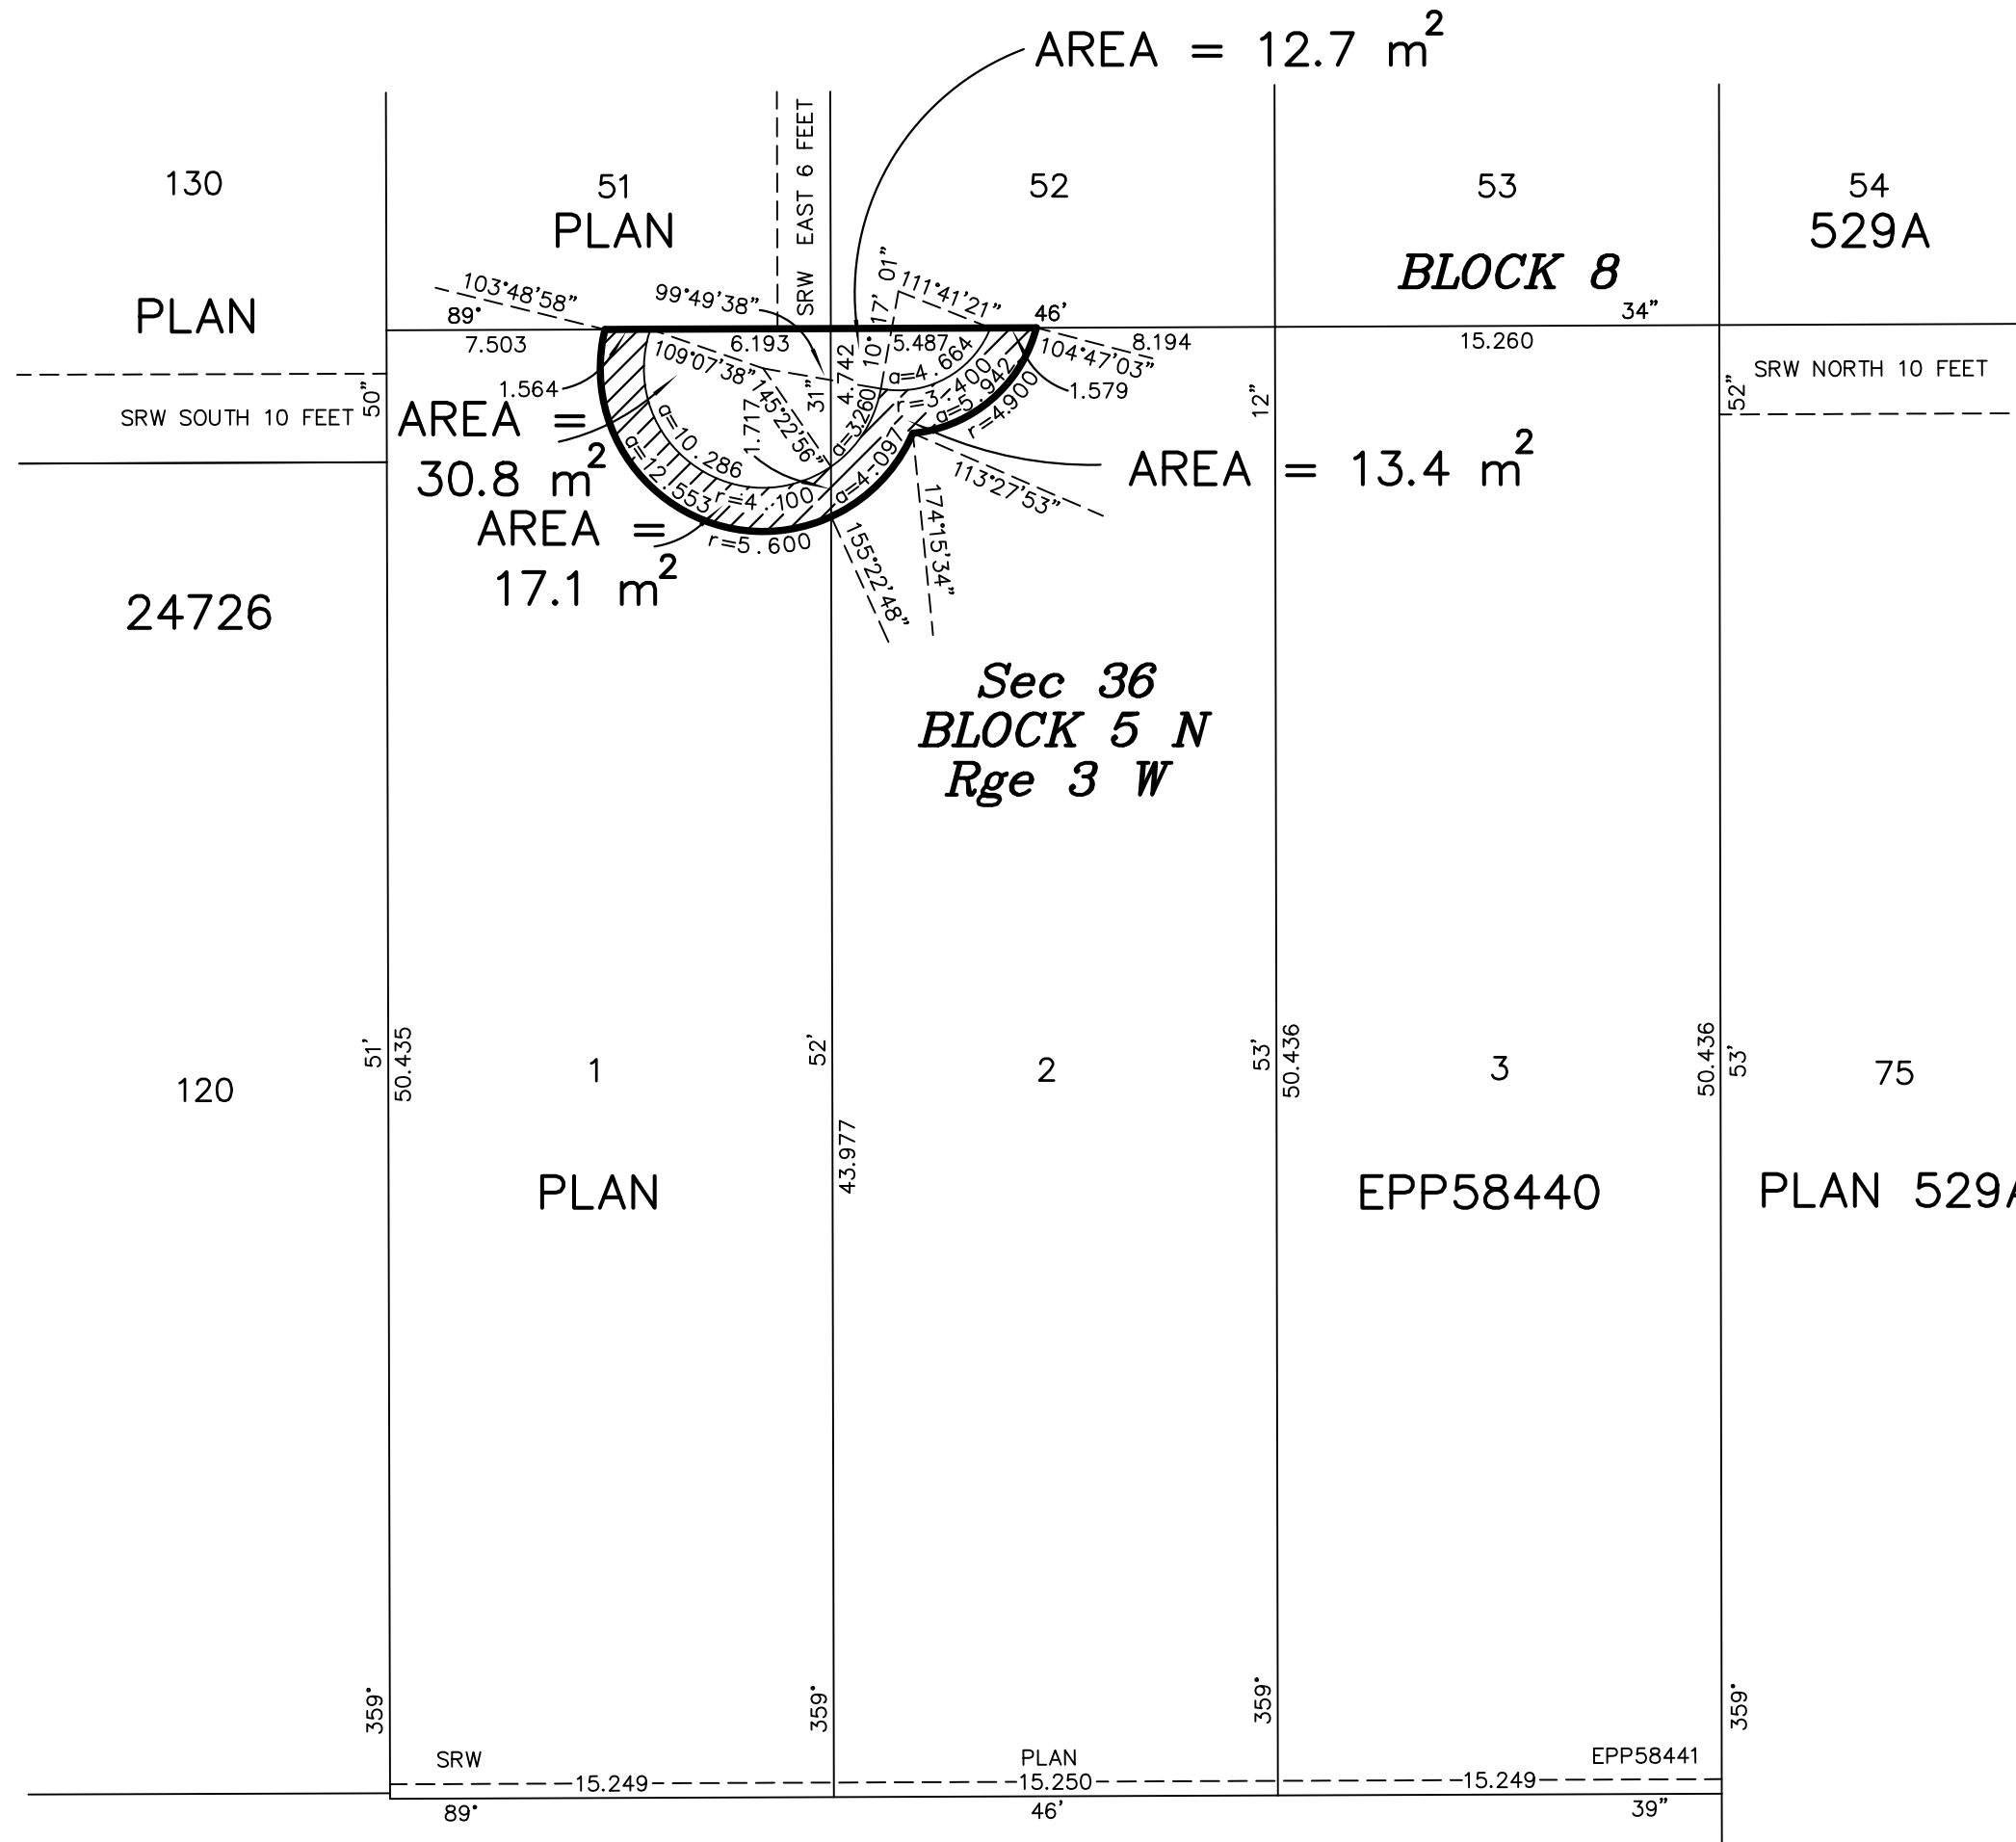 AREA = 12.7 m²
130
51
52
53
54
PLAN
529A
BLOCK 8
PLAN
SRW EAST 6 FEET
103°48'58"
99°49'38"
10° 17' 01"
111°41'21"
89°
46'
34"
7.503
6.193
5.487
8.194
15.260
109°07'38"
104°47'03"
4.742
a=4.664
1.564
1.579
SRW NORTH 10 FEET
SRW SOUTH 10 FEET
50"
31"
12"
52"
AREA =
30.8 m²
145°22'56"
1.717
a=3.260
r=3.400
a=5.942
r=4.900
a=10.286
a=12.553
r=4.100
a=4.097
r=5.600
AREA = 13.4 m²
113°27'53"
174°15'34"
155°22'48"
AREA =
17.1 m²
24726
Sec 36
BLOCK 5 N
Rge 3 W
51'
50.435
52'
53'
50.436
50.436
53'
120
1
2
3
75
43.977
PLAN
EPP58440
PLAN 529A
359°
359°
359°
359°
SRW
PLAN
EPP58441
15.249
15.250
15.249
89°
46'
39"